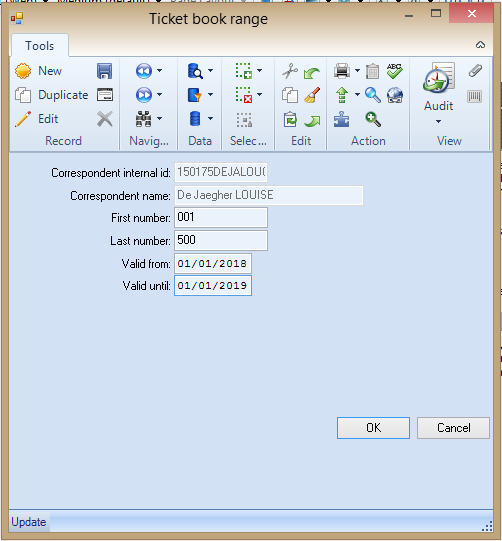 Ticket book range
Tools
New
Duplicate
Edit
Record
Navig...
Data
Selec...
Edit
ABC
Action
Audit
View
Correspondent internal id: 150175DEJALOU
Correspondent name: De Jaegher LOUISE
First number: 001
Last number: 500
Valid from: 01/01/2018
Valid until: 01/01/2019
OK
Cancel
Update